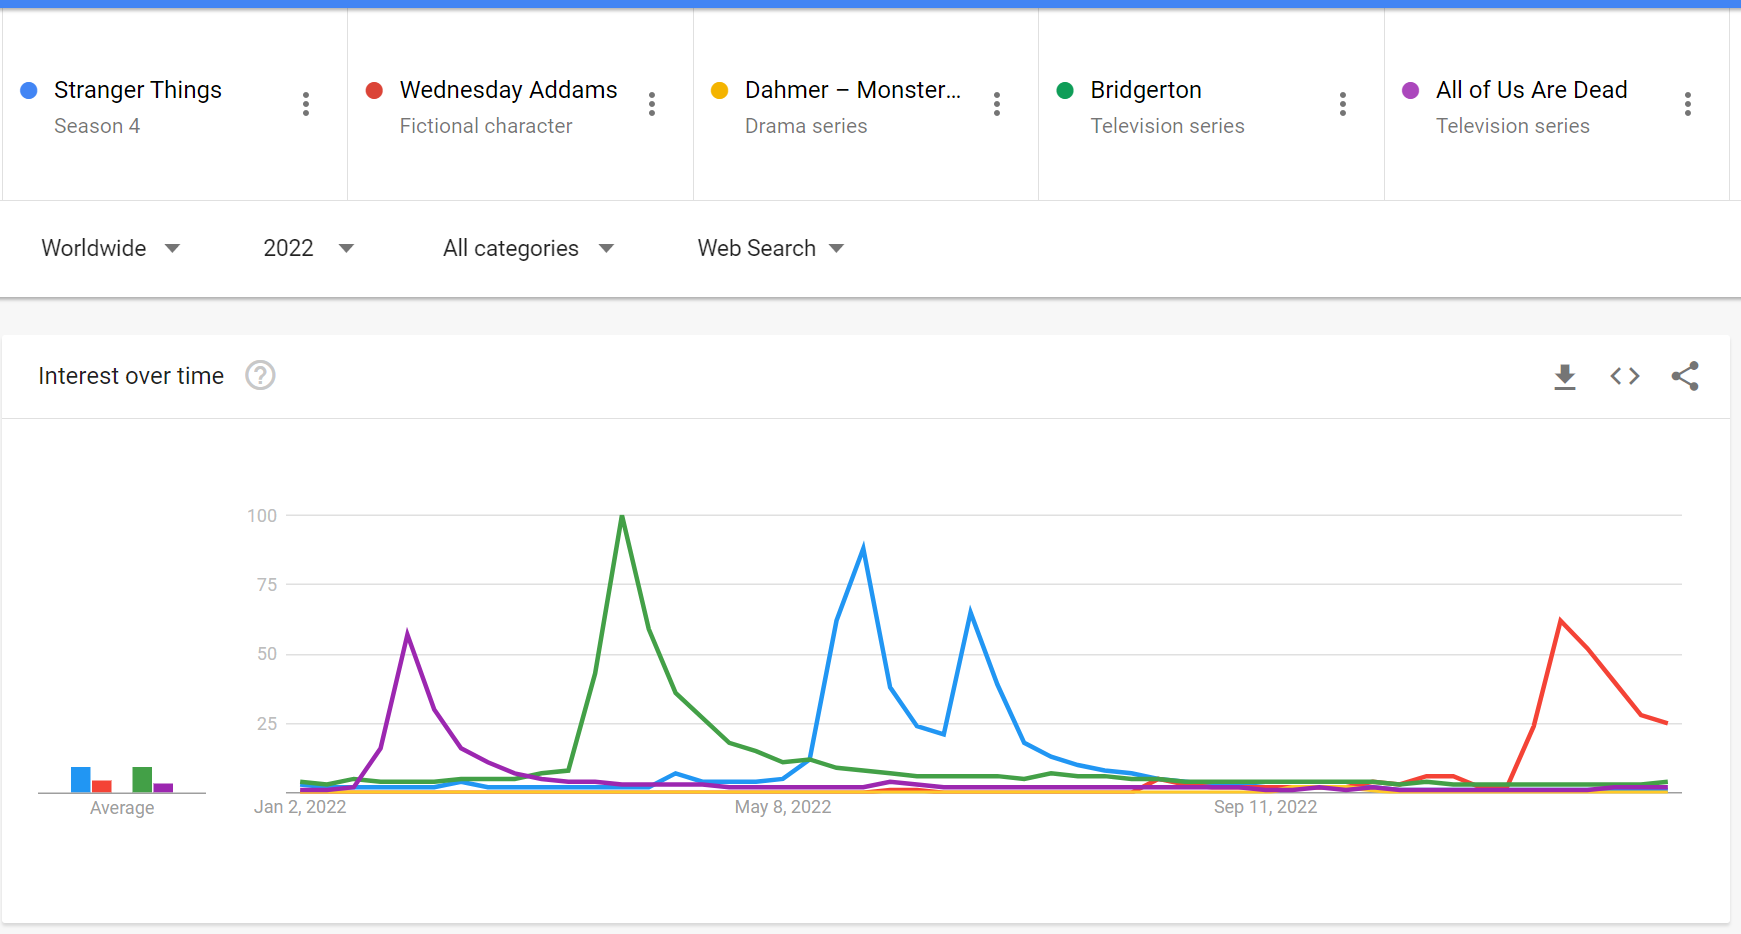 Stranger Things
Season 4
Wednesday Addams
Fictional character
Dahmer – Monster...
Drama series
Bridgerton
Television series
All of Us Are Dead
Television series
Worldwide
2022
All categories
Web Search
Interest over time
?
100
75
50
25
Average
Jan 2, 2022
May 8, 2022
Sep 11, 2022